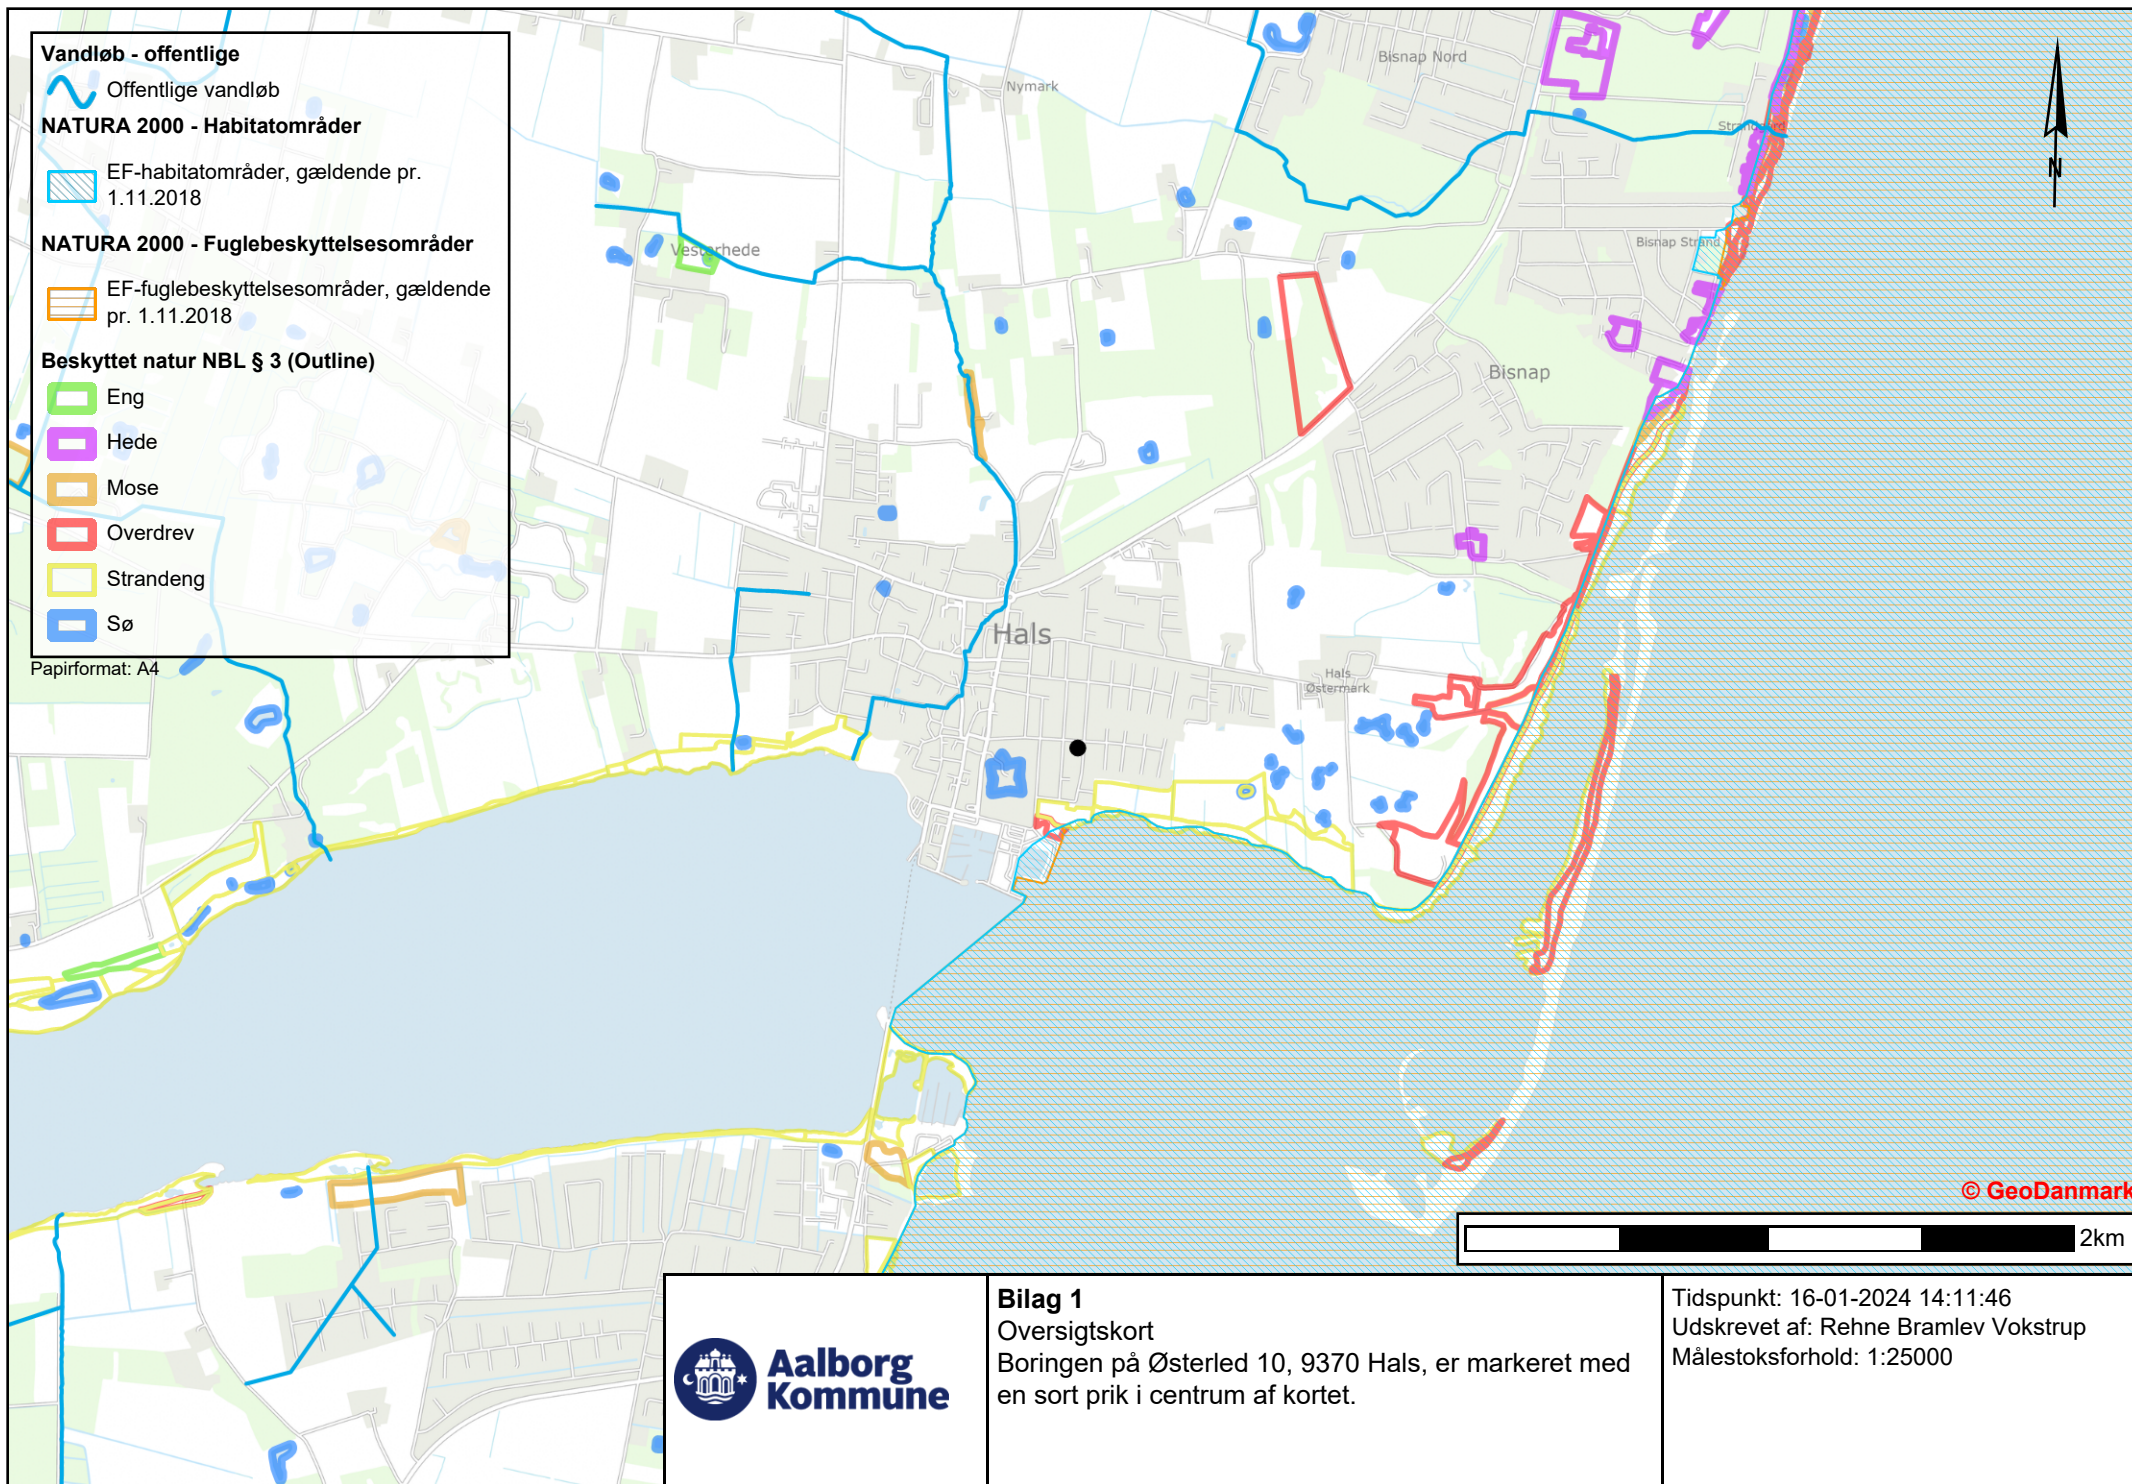 Vandløb - offentlige
Offentlige vandløb
NATURA 2000 - Habitatområder
EF-habitatområder, gældende pr.
1.11.2018
NATURA 2000 - Fuglebeskyttelsesområder
EF-fuglebeskyttelsesområder, gældende
pr. 1.11.2018
Beskyttet natur NBL § 3 (Outline)
Eng
Hede
Mose
Overdrev
Strandeng
Sø
Papirformat: A4
Bisnap Nord
Nymark
Strandgård
N
Vesterhede
Bisnap Strand
Bisnap
Hals
Hals
Østermark
© GeoDanmark
2km
Aalborg
Kommune
Bilag 1
Oversigtskort
Boringen på Østerled 10, 9370 Hals, er markeret med
en sort prik i centrum af kortet.
Tidspunkt: 16-01-2024 14:11:46
Udskrevet af: Rehne Bramlev Vokstrup
Målestoksforhold: 1:25000